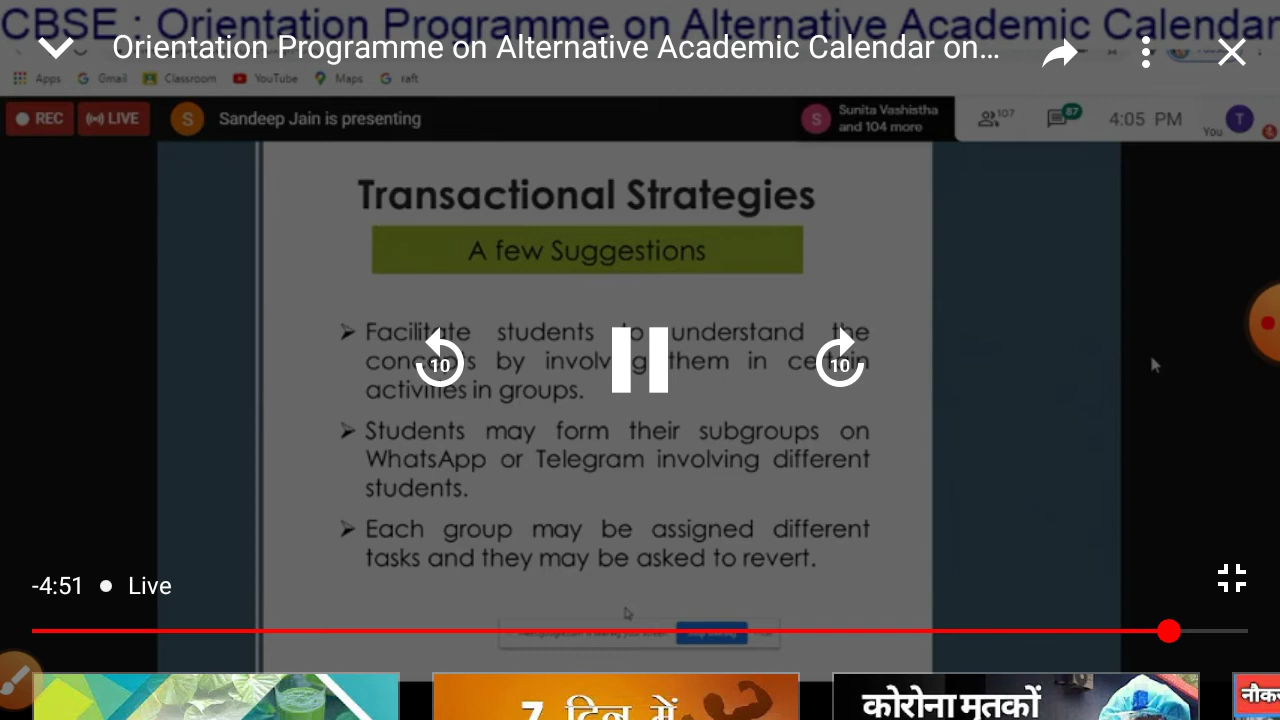 CBSE : Orientation Programme on Alternative Academic Calendar
Orientation Programme on Alternative Academic Calendar on...
Apps Gmail Classroom YouTube Maps raft
REC LIVE S Sandeep Jain is presenting S Sunita Vashistha
and 104 more 107 87 4:05 PM You T
Transactional Strategies
A few Suggestions
➢ Facilitate students to understand the
concepts by involving them in certain
activities in groups.
10 10
➢ Students may form their subgroups on
WhatsApp or Telegram involving different
students.
➢ Each group may be assigned different
tasks and they may be asked to revert.
-4:51 • Live
7 दिन में
कोरोना मृतकों